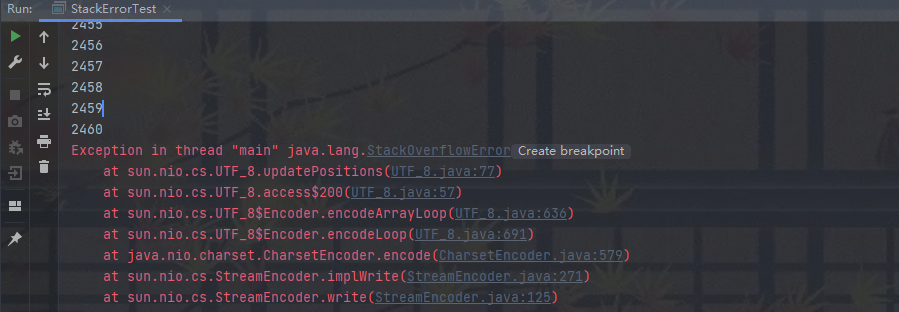 Run: StackErrorTest
2455
2456
2457
2458
2459
2460
Exception in thread "main" java.lang.StackOverflowError Create breakpoint
at sun.nio.cs.UTF_8.updatePositions(UTF_8.java:77)
at sun.nio.cs.UTF_8.access$200(UTF_8.java:57)
at sun.nio.cs.UTF_8$Encoder.encodeArrayLoop(UTF_8.java:636)
at sun.nio.cs.UTF_8$Encoder.encodeLoop(UTF_8.java:691)
at java.nio.charset.CharsetEncoder.encode(CharsetEncoder.java:579)
at sun.nio.cs.StreamEncoder.implWrite(StreamEncoder.java:271)
at sun.nio.cs.StreamEncoder.write(StreamEncoder.java:125)